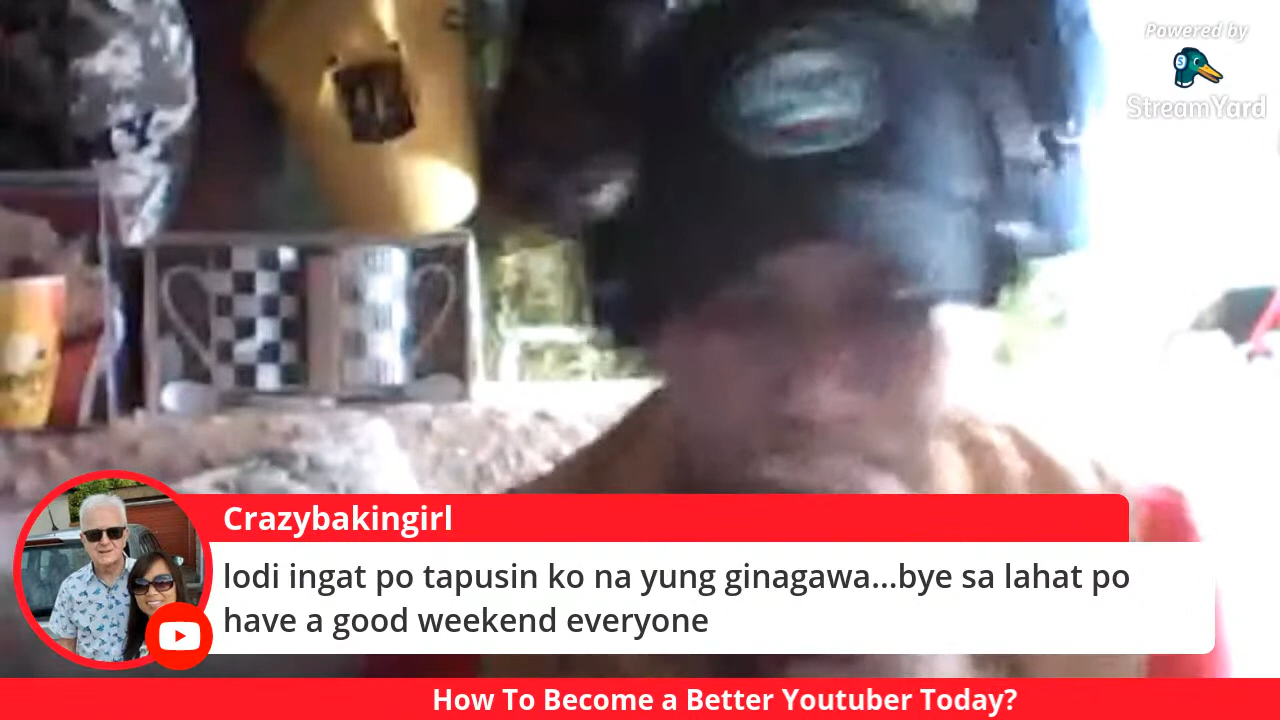 Powered by
StreamYard
Crazybakingirl
lodi ingat po tapusin ko na yung ginagawa...bye sa lahat po
have a good weekend everyone
How To Become a Better Youtuber Today?